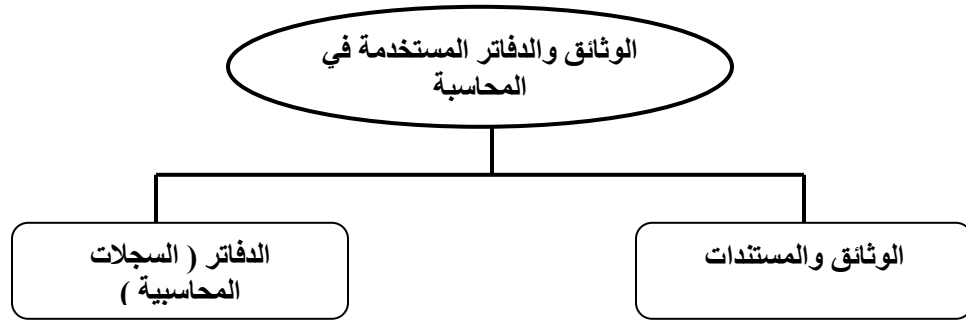 الوثائق والدفاتر المستخدمة في
المحاسبة
الوثائق والمستندات
الدفاتر ( السجلات
المحاسبية )